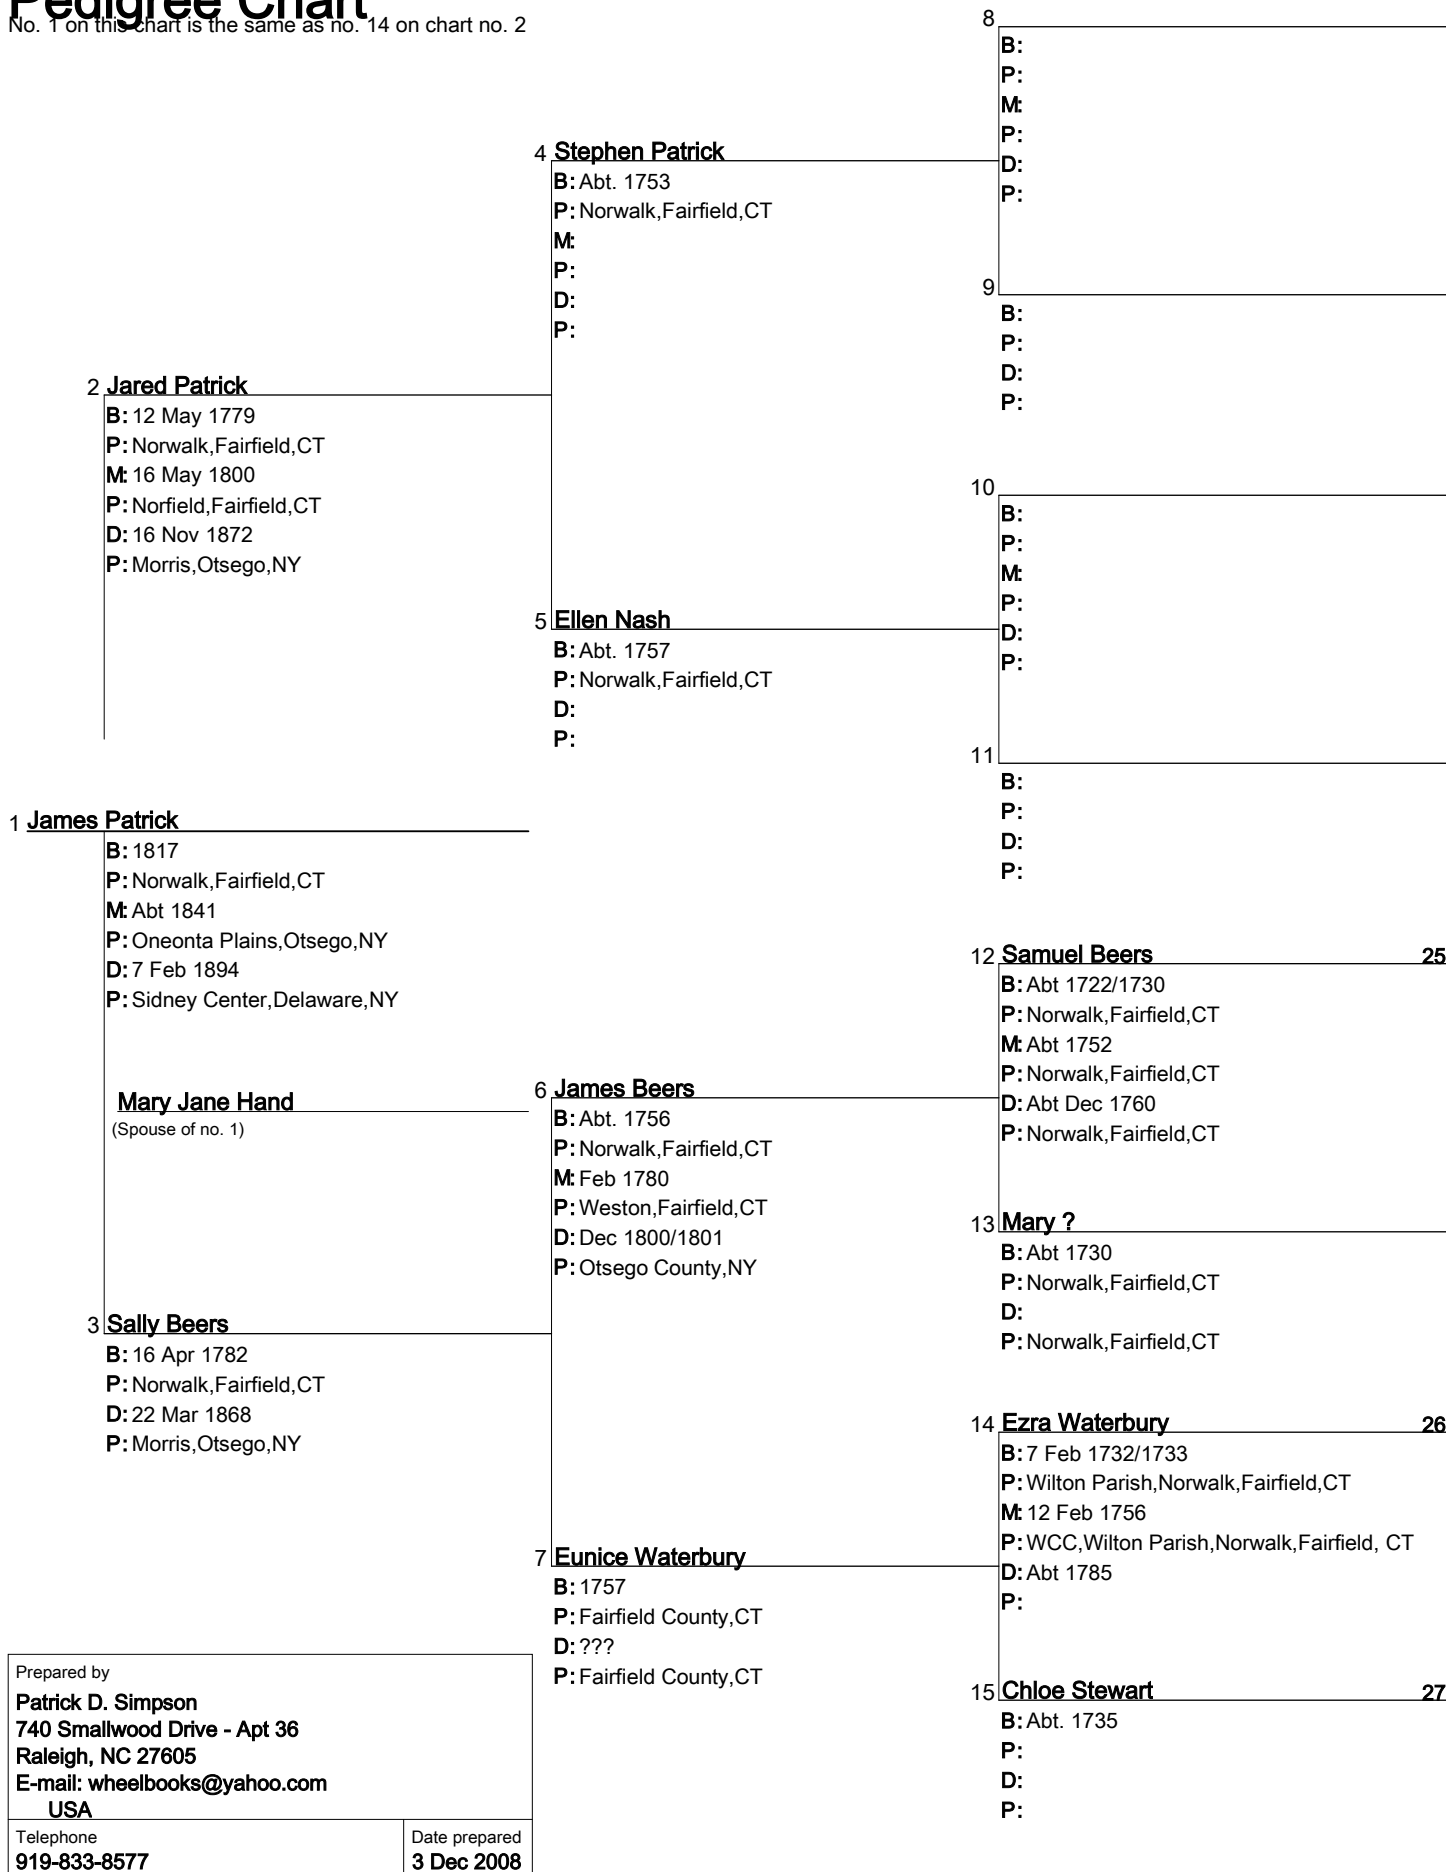 Pedigree Chart
No. 1 on this chart is the same as no. 14 on chart no. 2
8
B:
P:
M:
P:
D:
P:
4 Stephen Patrick
B: Abt. 1753
P: Norwalk,Fairfield,CT
M:
P:
D:
P:
9
B:
P:
D:
P:
2 Jared Patrick
B: 12 May 1779
P: Norwalk,Fairfield,CT
M: 16 May 1800
P: Norfield,Fairfield,CT
D: 16 Nov 1872
P: Morris,Otsego,NY
10
B:
P:
M:
P:
D:
P:
5 Ellen Nash
B: Abt. 1757
P: Norwalk,Fairfield,CT
D:
P:
11
B:
P:
D:
P:
1 James Patrick
B: 1817
P: Norwalk,Fairfield,CT
M: Abt 1841
P: Oneonta Plains,Otsego,NY
D: 7 Feb 1894
P: Sidney Center,Delaware,NY
12 Samuel Beers 25
B: Abt 1722/1730
P: Norwalk,Fairfield,CT
M: Abt 1752
P: Norwalk,Fairfield,CT
D: Abt Dec 1760
P: Norwalk,Fairfield,CT
Mary Jane Hand
(Spouse of no. 1)
6 James Beers
B: Abt. 1756
P: Norwalk,Fairfield,CT
M: Feb 1780
P: Weston,Fairfield,CT
D: Dec 1800/1801
P: Otsego County,NY
13 Mary ?
B: Abt 1730
P: Norwalk,Fairfield,CT
D:
P: Norwalk,Fairfield,CT
3 Sally Beers
B: 16 Apr 1782
P: Norwalk,Fairfield,CT
D: 22 Mar 1868
P: Morris,Otsego,NY
14 Ezra Waterbury 26
B: 7 Feb 1732/1733
P: Wilton Parish,Norwalk,Fairfield,CT
M: 12 Feb 1756
P: WCC,Wilton Parish,Norwalk,Fairfield, CT
D: Abt 1785
P:
7 Eunice Waterbury
B: 1757
P: Fairfield County,CT
D: ???
P: Fairfield County,CT
15 Chloe Stewart 27
B: Abt. 1735
P:
D:
P:
Prepared by
Patrick D. Simpson
740 Smallwood Drive - Apt 36
Raleigh, NC 27605
E-mail: wheelbooks@yahoo.com
USA
Telephone
919-833-8577
Date prepared
3 Dec 2008